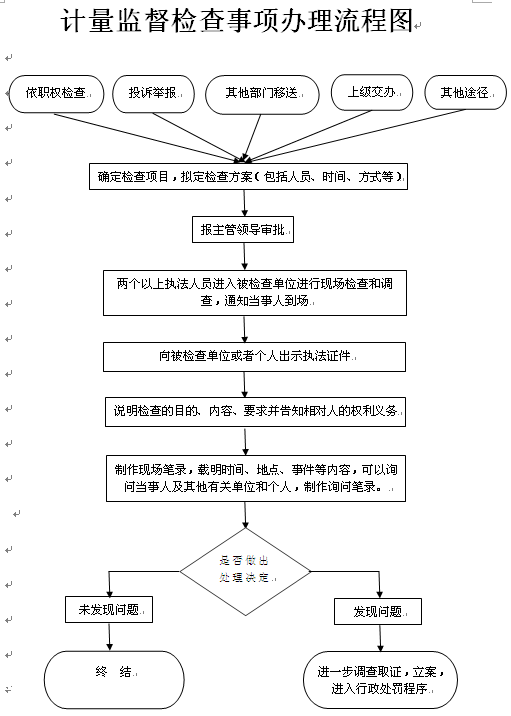 计量监督检查事项办理流程图
依职权检查
投诉举报
其他部门移送
上级交办
其他途径
确定检查项目，拟定检查方案（包括人员、时间、方式等）
报主管领导审批
两个以上执法人员进入被检查单位进行现场检查和调
查，通知当事人到场
向被检查单位或者个人出示执法证件
说明检查的目的、内容、要求并告知相对人的权利义务
制作现场笔录，载明时间、地点、事件等内容，可以询
问当事人及其他有关单位和个人，制作询问笔录。
是否做出
处理决定
未发现问题
发现问题
终 结
进一步调查取证，立案，
进入行政处罚程序